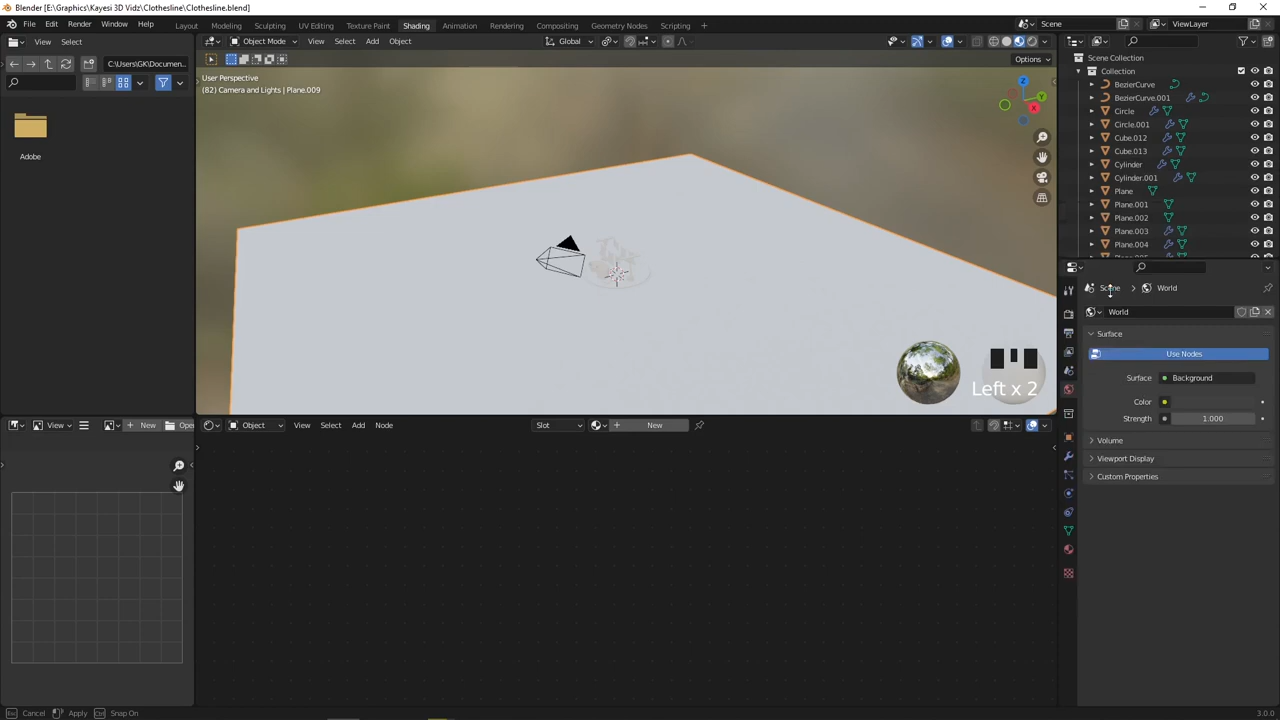 Blender [E:\Graphics\Kayesi 3D Vidz\Clothesline\Clothesline.blend]
File Edit Render Window Help Layout Modeling Sculpting UV Editing Texture Paint Shading Animation Rendering Compositing Geometry Nodes Scripting + Scene ViewLayer
View Select Object Mode View Select Add Object Global
C:\Users\GK\Documen... Options
User Perspective
(82) Camera and Lights | Plane.009
Adobe
Z
Y
X
Scene Collection
Collection
BezierCurve
BezierCurve.001
Circle
Circle.001
Cube.012
Cube.013
Cylinder
Cylinder.001
Plane
Plane.001
Plane.002
Plane.003
Plane.004
Scene > World
World
Surface
Use Nodes
Surface Background
Color
Strength 1.000
Volume
Viewport Display
Custom Properties
Left x 2
View + New Open Object View Select Add Node Slot + New
Esc Cancel Apply Ctrl Snap On 3.0.0